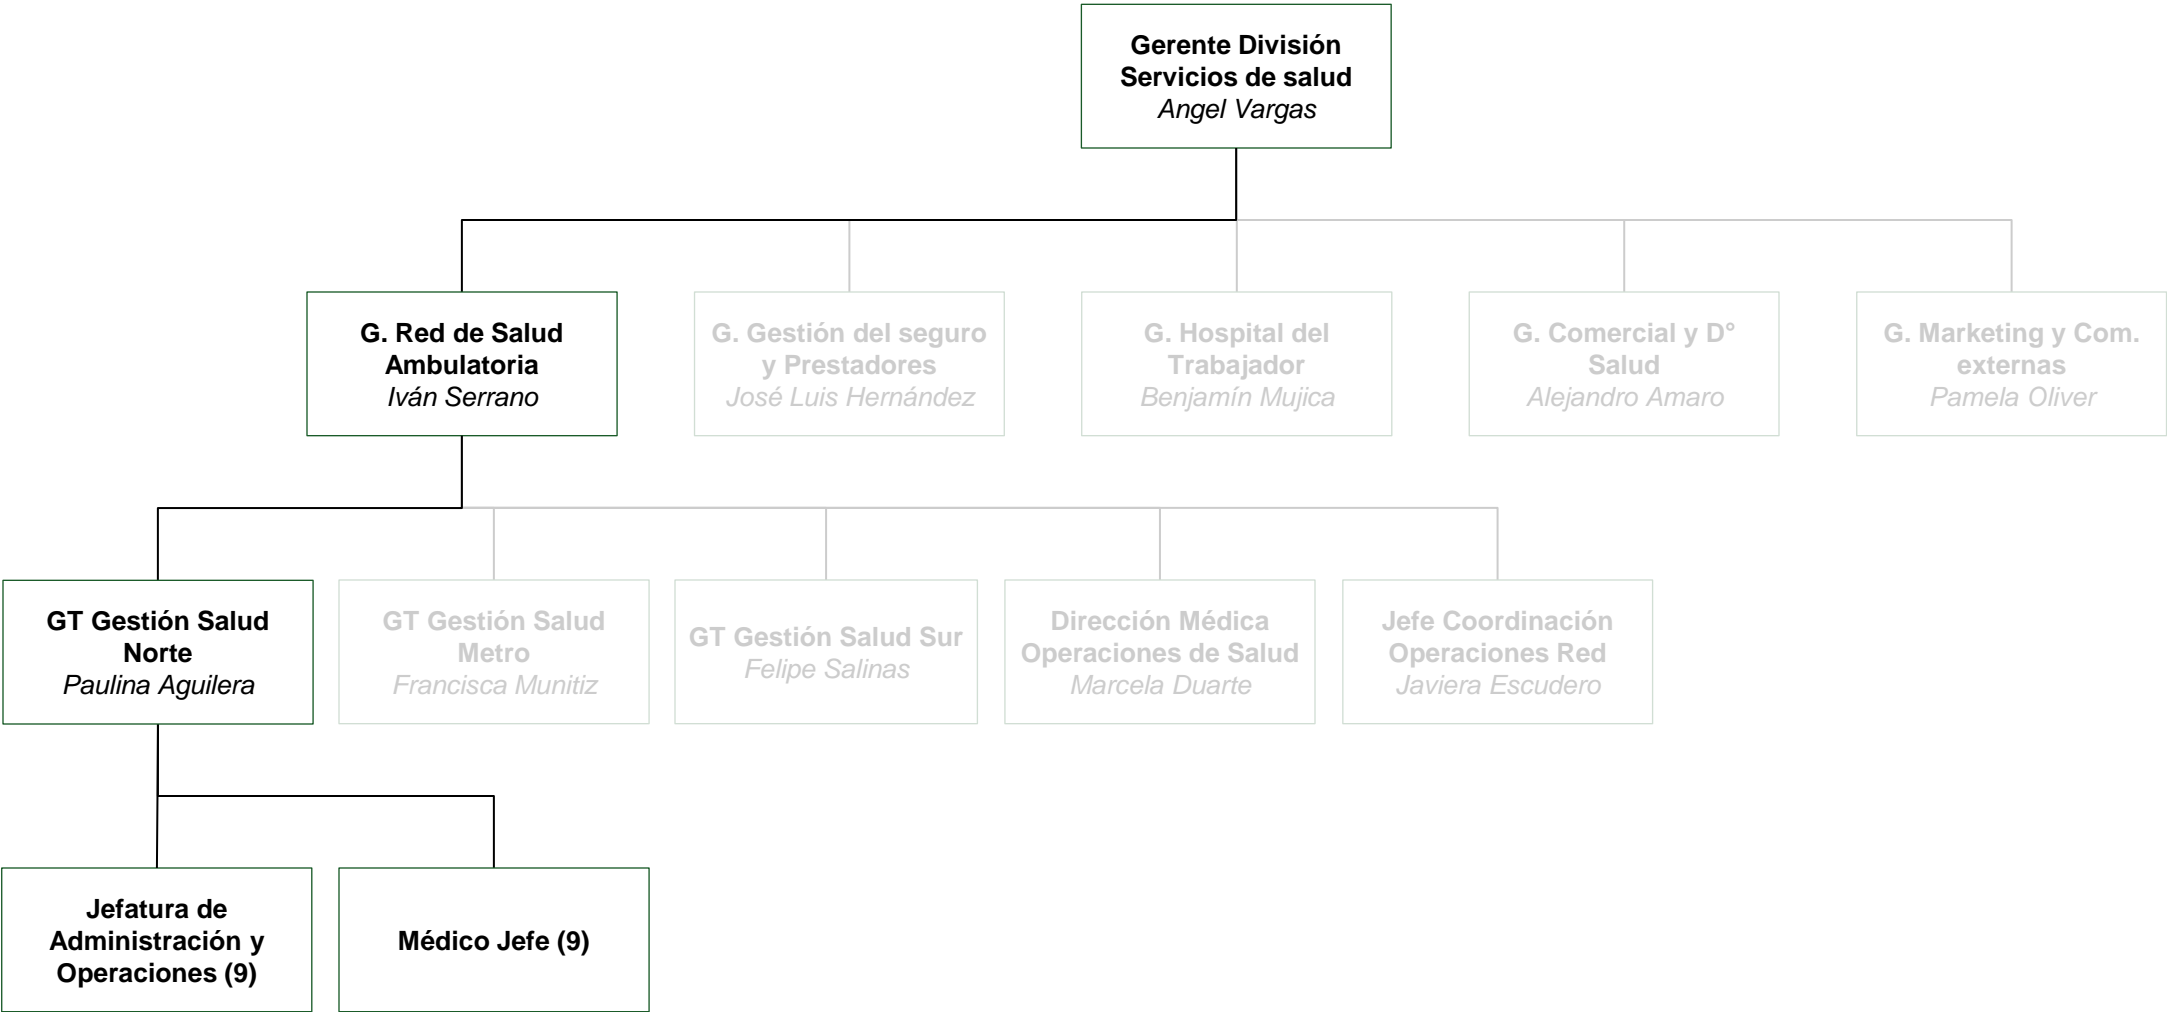 Gerente División
Servicios de salud
Angel Vargas
G. Red de Salud
Ambulatoria
Iván Serrano
G. Gestión del seguro
y Prestadores
José Luis Hernández
G. Hospital del
Trabajador
Benjamín Mujica
G. Comercial y D°
Salud
Alejandro Amaro
G. Marketing y Com.
externas
Pamela Oliver
GT Gestión Salud
Norte
Paulina Aguilera
GT Gestión Salud
Metro
Francisca Munitiz
GT Gestión Salud Sur
Felipe Salinas
Dirección Médica
Operaciones de Salud
Marcela Duarte
Jefe Coordinación
Operaciones Red
Javiera Escudero
Jefatura de
Administración y
Operaciones (9)
Médico Jefe (9)